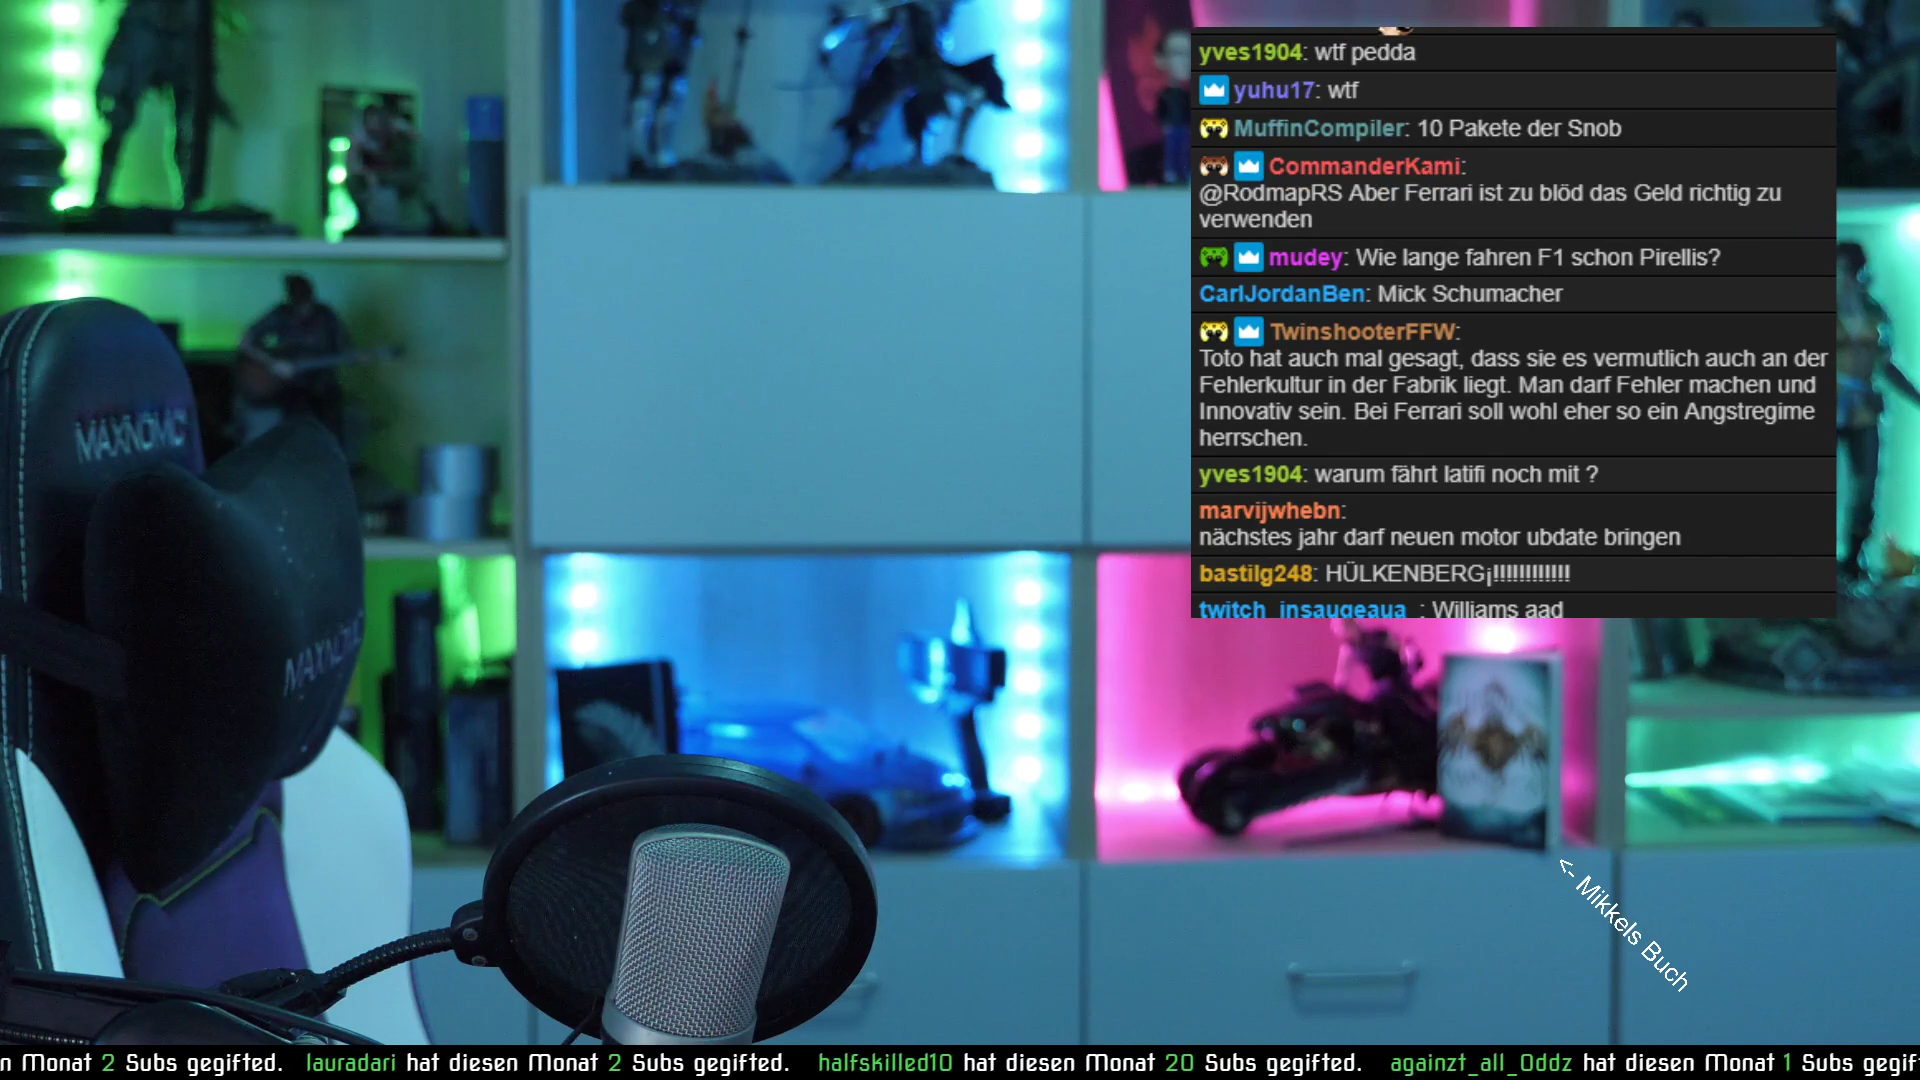 yves1904: wtf pedda
yuhu17: wtf
MuffinCompiler: 10 Pakete der Snob
CommanderKami:
@RodmapRS Aber Ferrari ist zu blöd das Geld richtig zu
verwenden
mudey: Wie lange fahren F1 schon Pirellis?
CarlJordanBen: Mick Schumacher
TwinshooterFFW:
Toto hat auch mal gesagt, dass sie es vermutlich auch an der
Fehlerkultur in der Fabrik liegt. Man darf Fehler machen und
Innovativ sein. Bei Ferrari soll wohl eher so ein Angstregime
herrschen.
yves1904: warum fährt latifi noch mit ?
marvijwhebn:
nächstes jahr darf neuen motor ubdate bringen
bastilg248: HÜLKENBERG¡!!!!!!!!!!!!
twitch_insaugeaua_: Williams aad
MAXNOMIC
MAXNOMIC
<- Mikkels Buch
n Monat 2 Subs gegifted. lauradari hat diesen Monat 2 Subs gegifted. halfskilled10 hat diesen Monat 20 Subs gegifted. againzt_all_0ddz hat diesen Monat 1 Subs gegif